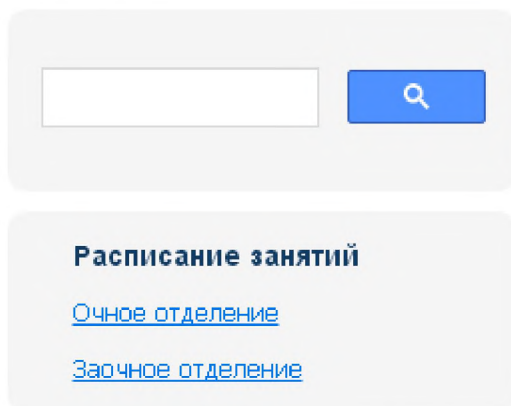 Расписание занятий
Очное отделение
Заочное отделение